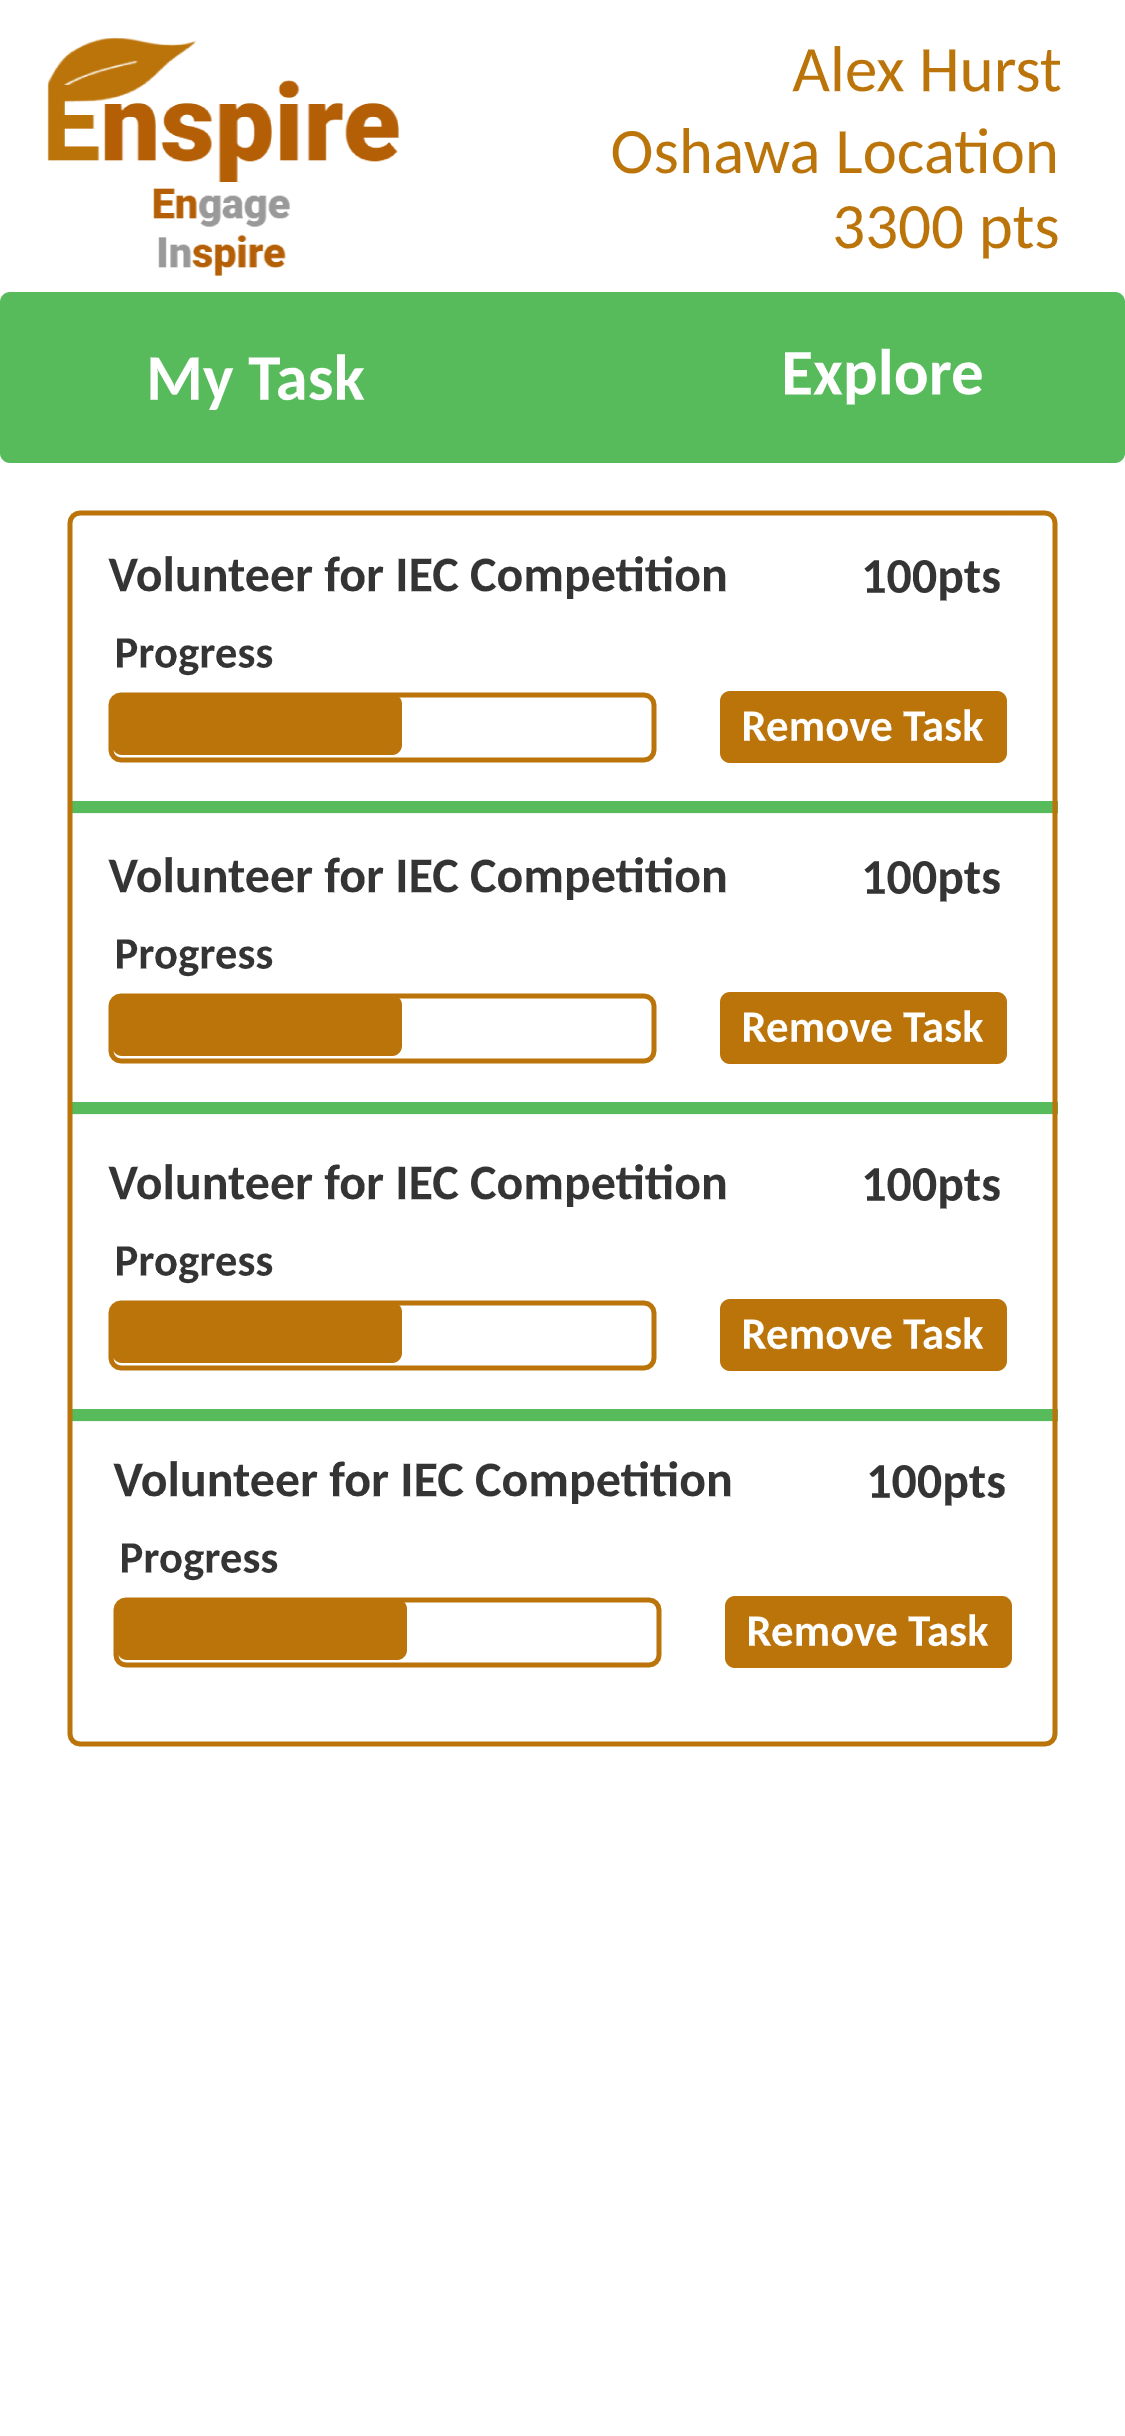 Enspire
Engage
Inspire
Alex Hurst
Oshawa Location
3300 pts
My Task
Explore
Volunteer for IEC Competition
100pts
Progress
Remove Task
Volunteer for IEC Competition
100pts
Progress
Remove Task
Volunteer for IEC Competition
100pts
Progress
Remove Task
Volunteer for IEC Competition
100pts
Progress
Remove Task